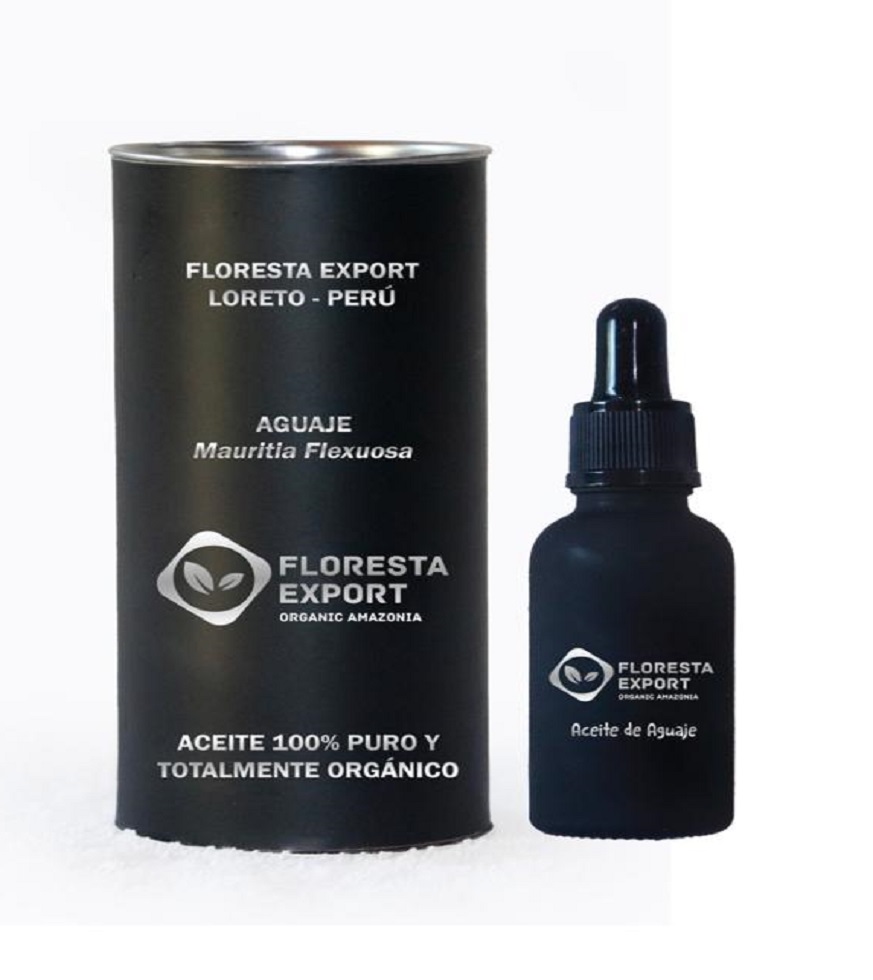 FLORESTA EXPORT
LORETO - PERÚ
AGUAJE
Mauritia Flexuosa
FLORESTA
EXPORT
ORGANIC AMAZONIA
ACEITE 100% PURO Y
TOTALMENTE ORGÁNICO
FLORESTA
EXPORT
ORGANIC AMAZONIA
Aceite de Aguaje